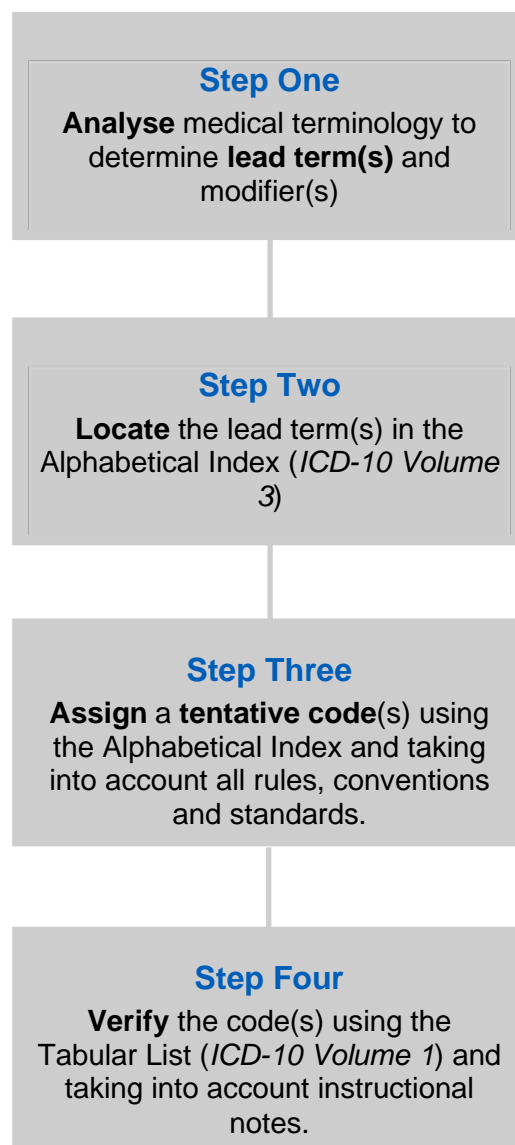 Step One
Analyse medical terminology to
determine lead term(s) and
modifier(s)
Step Two
Locate the lead term(s) in the
Alphabetical Index (ICD-10 Volume
3)
Step Three
Assign a tentative code(s) using
the Alphabetical Index and taking
into account all rules, conventions
and standards.
Step Four
Verify the code(s) using the
Tabular List (ICD-10 Volume 1) and
taking into account instructional
notes.